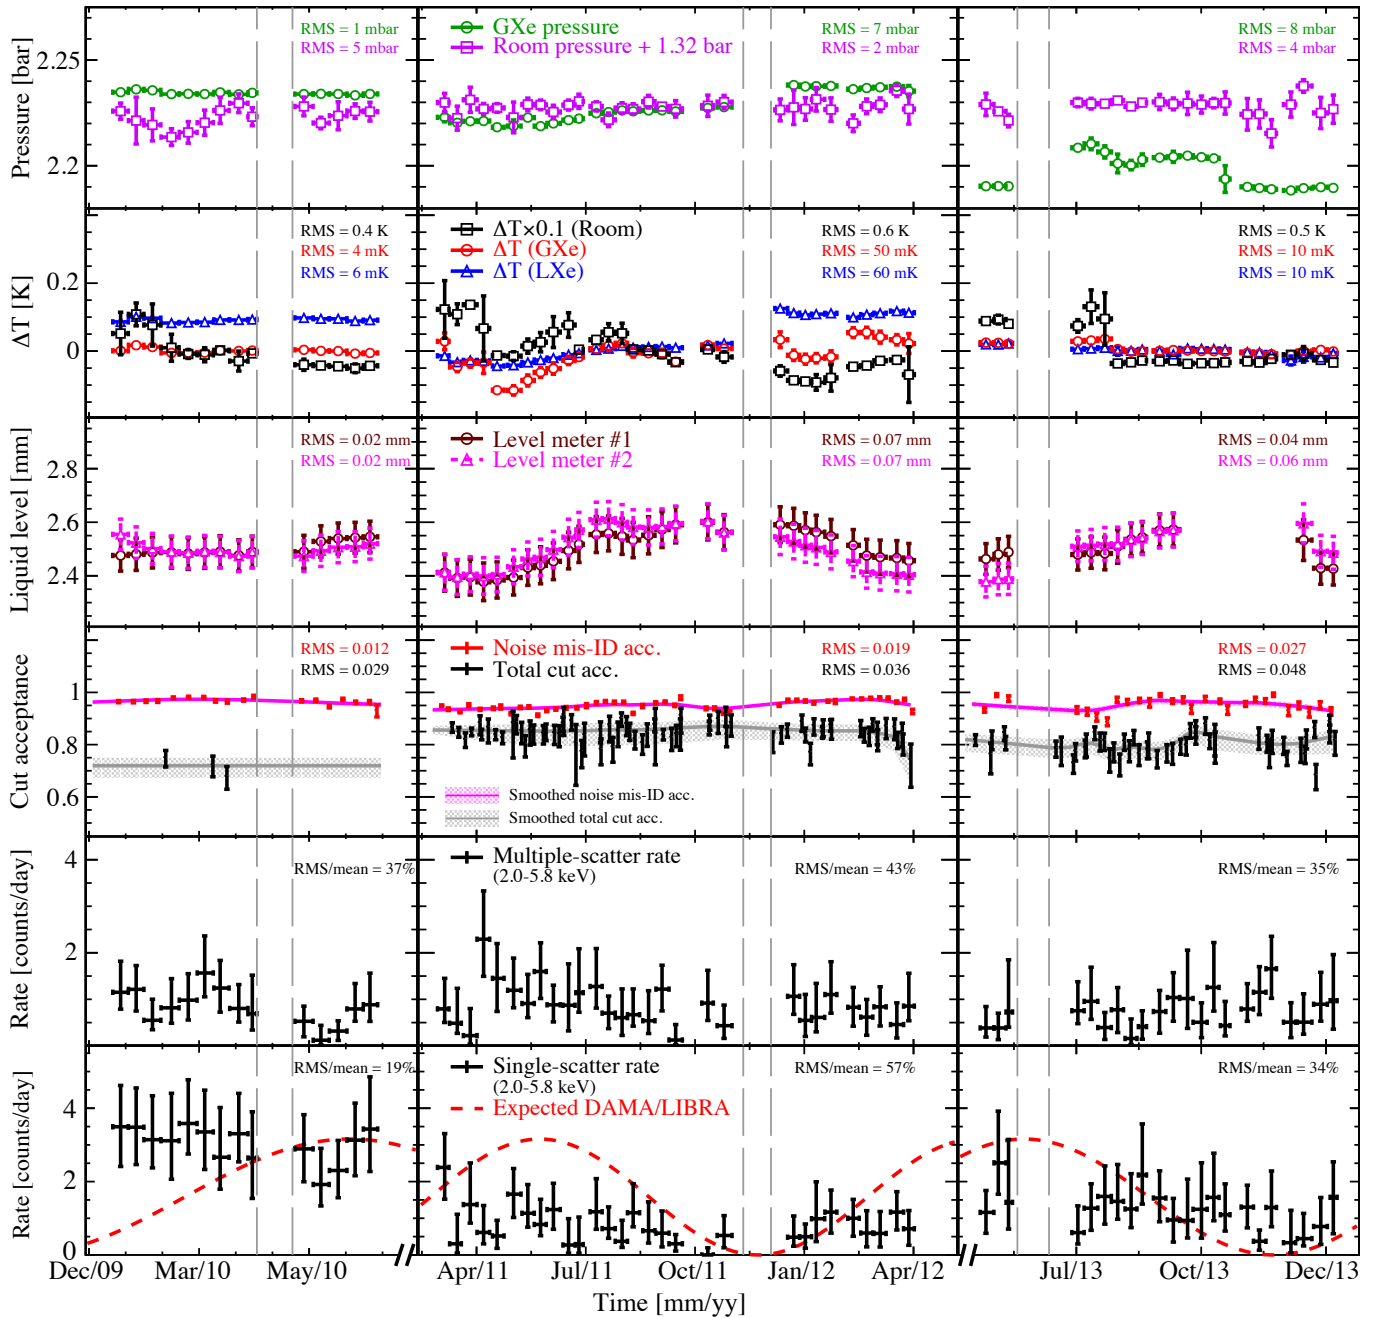 Pressure [bar]
2.25
2.2
RMS = 1 mbar
RMS = 5 mbar
GXe pressure
Room pressure + 1.32 bar
RMS = 7 mbar
RMS = 2 mbar
RMS = 8 mbar
RMS = 4 mbar
ΔT [K]
0.2
0
RMS = 0.4 K
RMS = 4 mK
RMS = 6 mK
ΔT×0.1 (Room)
ΔT (GXe)
ΔT (LXe)
RMS = 0.6 K
RMS = 50 mK
RMS = 60 mK
RMS = 0.5 K
RMS = 10 mK
RMS = 10 mK
Liquid level [mm]
2.8
2.6
2.4
RMS = 0.02 mm
RMS = 0.02 mm
Level meter #1
Level meter #2
RMS = 0.07 mm
RMS = 0.07 mm
RMS = 0.04 mm
RMS = 0.06 mm
Cut acceptance
1
0.8
0.6
RMS = 0.012
RMS = 0.029
Noise mis-ID acc.
Total cut acc.
RMS = 0.019
RMS = 0.036
RMS = 0.027
RMS = 0.048
Smoothed noise mis-ID acc.
Smoothed total cut acc.
Rate [counts/day]
4
2
RMS/mean = 37%
Multiple-scatter rate
(2.0-5.8 keV)
RMS/mean = 43%
RMS/mean = 35%
Rate [counts/day]
4
2
0
RMS/mean = 19%
Single-scatter rate
(2.0-5.8 keV)
Expected DAMA/LIBRA
RMS/mean = 57%
RMS/mean = 34%
Dec/09 Mar/10 May/10 Apr/11 Jul/11 Oct/11 Jan/12 Apr/12 Jul/13 Oct/13 Dec/13
Time [mm/yy]